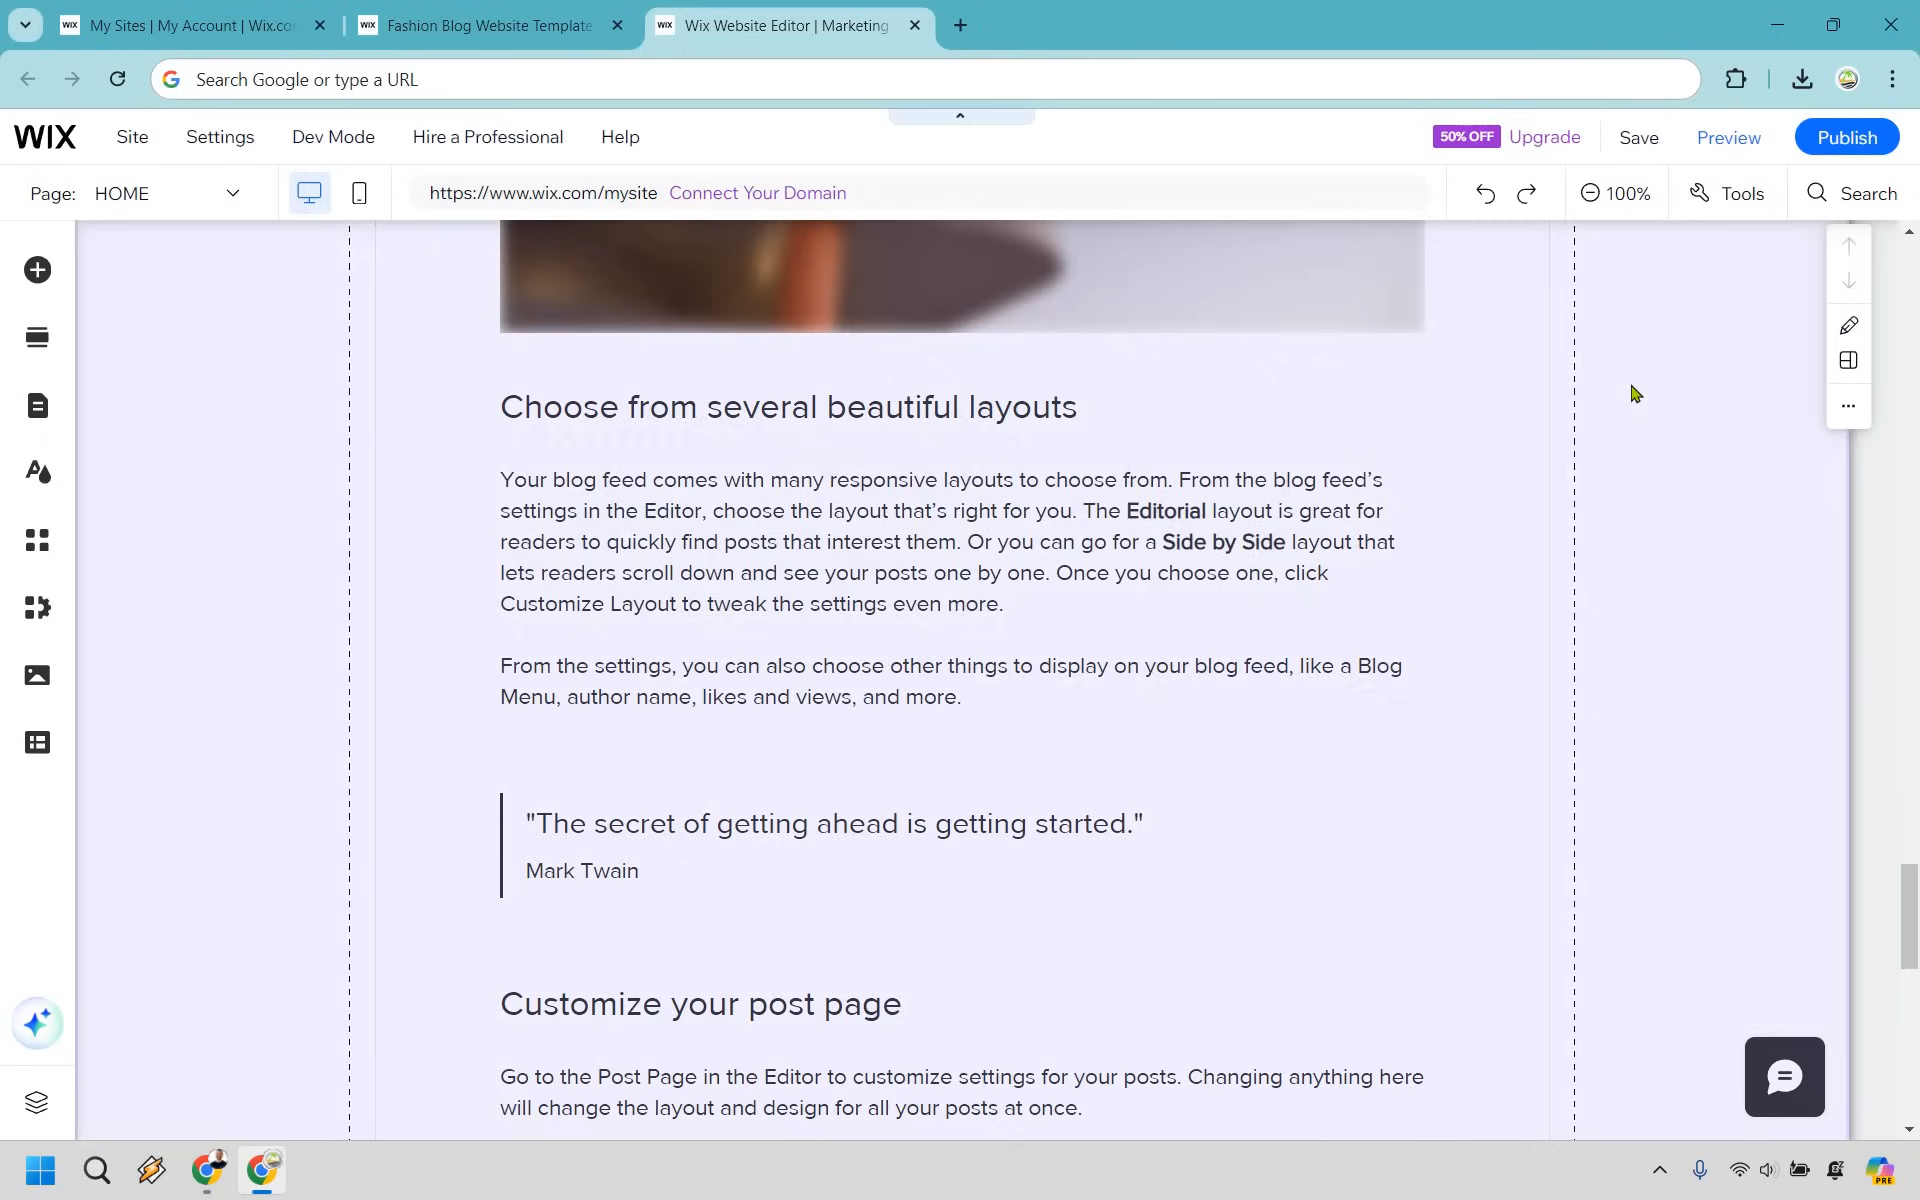 WIX My Sites | My Account | Wix.co
WIX Fashion Blog Website Template
WIX Wix Website Editor | Marketing
Search Google or type a URL
WIX Site Settings Dev Mode Hire a Professional Help 50% OFF Upgrade Save Preview Publish
Page: HOME https://www.wix.com/mysite Connect Your Domain 100% Tools Search
Choose from several beautiful layouts
Your blog feed comes with many responsive layouts to choose from. From the blog feed’s
settings in the Editor, choose the layout that’s right for you. The Editorial layout is great for
readers to quickly find posts that interest them. Or you can go for a Side by Side layout that
lets readers scroll down and see your posts one by one. Once you choose one, click
Customize Layout to tweak the settings even more.
From the settings, you can also choose other things to display on your blog feed, like a Blog
Menu, author name, likes and views, and more.
"The secret of getting ahead is getting started."
Mark Twain
Customize your post page
Go to the Post Page in the Editor to customize settings for your posts. Changing anything here
will change the layout and design for all your posts at once.
PRE